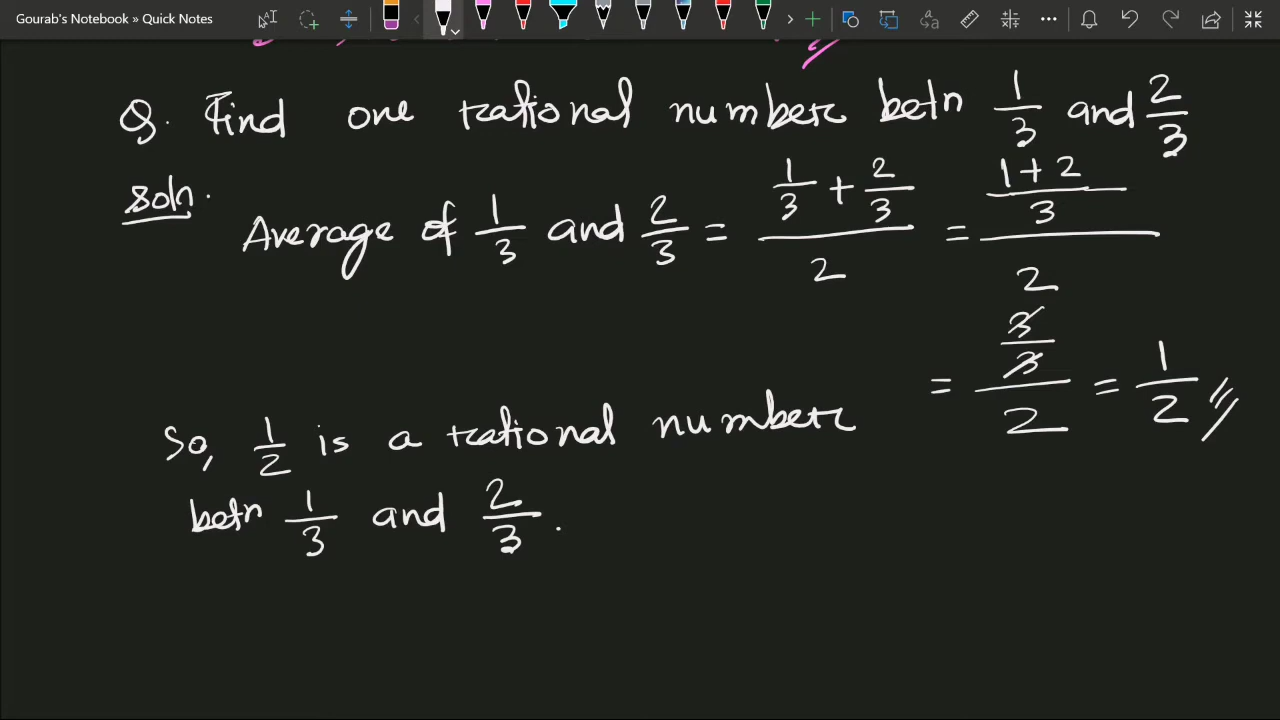 Gourab's Notebook » Quick Notes
Q. Find one rational number betn 1/3 and 2/3
Soln.
Average of 1/3 and 2/3 = (1/3 + 2/3)/2 = ((1+2)/3)/2
= (3/3)/2 = 1/2
So, 1/2 is a rational number
betn 1/3 and 2/3.